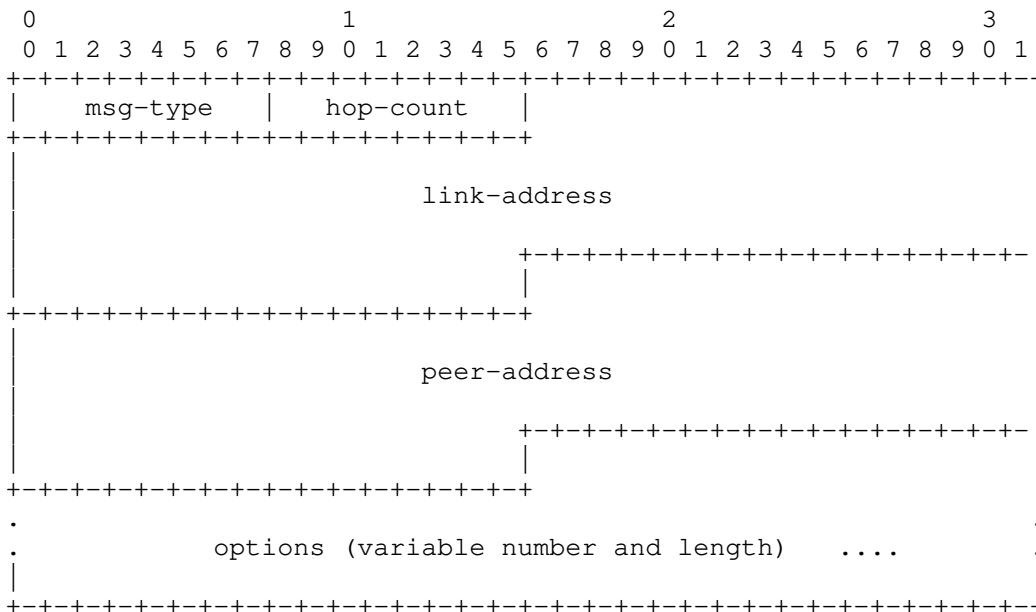 0 1 2 3
0 1 2 3 4 5 6 7 8 9 0 1 2 3 4 5 6 7 8 9 0 1 2 3 4 5 6 7 8 9 0 1
+-+-+-+-+-+-+-+-+-+-+-+-+-+-+-+-+-+-+-+-+-+-+-+-+-+-+-+-+-+-+-+-
| msg-type | hop-count |
+-+-+-+-+-+-+-+-+-+-+-+-+-+-+-+-+
|
| link-address
|
| +-+-+-+-+-+-+-+-+-+-+-+-+-+-+-+-
| |
+-+-+-+-+-+-+-+-+-+-+-+-+-+-+-+-+
|
| peer-address
|
| +-+-+-+-+-+-+-+-+-+-+-+-+-+-+-+-
| |
+-+-+-+-+-+-+-+-+-+-+-+-+-+-+-+-+
. .
. options (variable number and length) .... .
|
+-+-+-+-+-+-+-+-+-+-+-+-+-+-+-+-+-+-+-+-+-+-+-+-+-+-+-+-+-+-+-+-